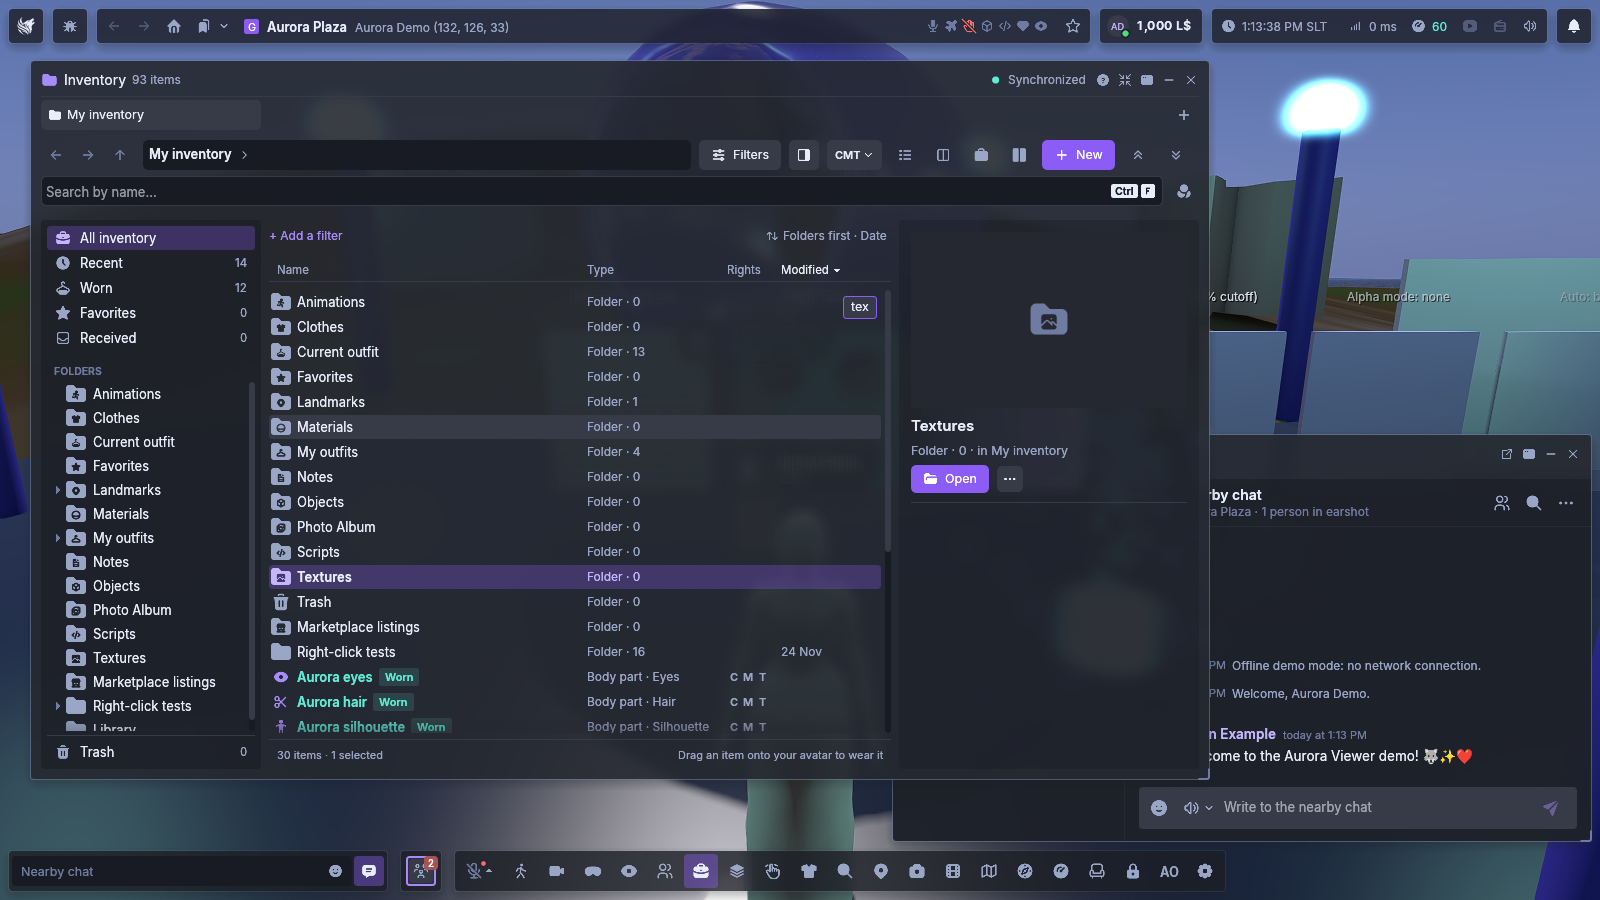 Aurora Plaza Aurora Demo (132, 126, 33)
AD 1,000 L$
1:13:38 PM SLT 0 ms 60
Inventory 93 items
Synchronized
My inventory
My inventory
Filters
CMT
New
Search by name...
Ctrl F
All inventory
Recent 14
Worn 12
Favorites 0
Received 0
FOLDERS
Animations
Clothes
Current outfit
Favorites
Landmarks
Materials
My outfits
Notes
Objects
Photo Album
Scripts
Textures
Marketplace listings
Right-click tests
Library
Trash 0
+ Add a filter
Folders first · Date
Name Type Rights Modified
Animations Folder · 0
tex
Clothes Folder · 0
Current outfit Folder · 13
Favorites Folder · 0
Landmarks Folder · 1
Materials Folder · 0
My outfits Folder · 4
Notes Folder · 0
Objects Folder · 0
Photo Album Folder · 0
Scripts Folder · 0
Textures Folder · 0
Trash Folder · 0
Marketplace listings Folder · 0
Right-click tests Folder · 16 24 Nov
Aurora eyes Worn Body part · Eyes C M T
Aurora hair Worn Body part · Hair C M T
Aurora silhouette Worn Body part · Silhouette C M T
30 items · 1 selected
Drag an item onto your avatar to wear it
Textures
Folder · 0 · in My inventory
Open
% cutoff)
Alpha mode: none
Auto: b
rby chat
ra Plaza · 1 person in earshot
PM Offline demo mode: no network connection.
PM Welcome, Aurora Demo.
n Example today at 1:13 PM
come to the Aurora Viewer demo! 🐺✨❤️
Write to the nearby chat
Nearby chat
2
AO